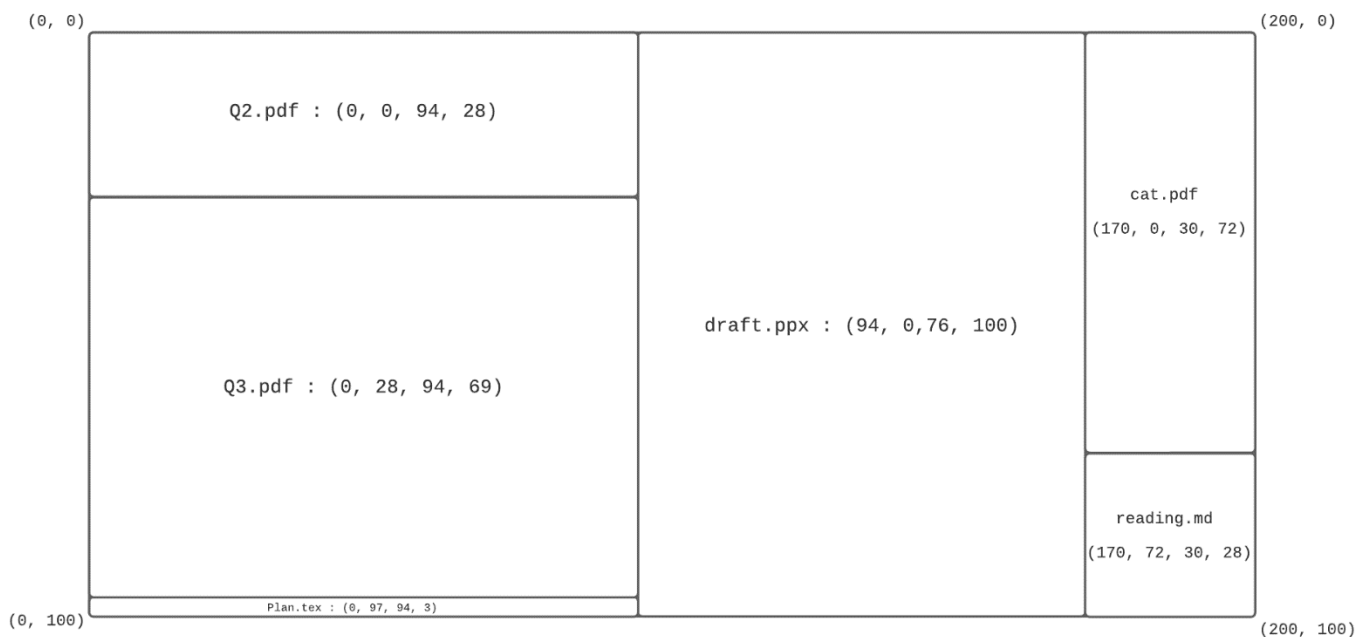 (0, 0)
(200, 0)
Q2.pdf : (0, 0, 94, 28)
cat.pdf
(170, 0, 30, 72)
draft.ppx : (94, 0,76, 100)
Q3.pdf : (0, 28, 94, 69)
reading.md
(170, 72, 30, 28)
Plan.tex : (0, 97, 94, 3)
(0, 100)
(200, 100)